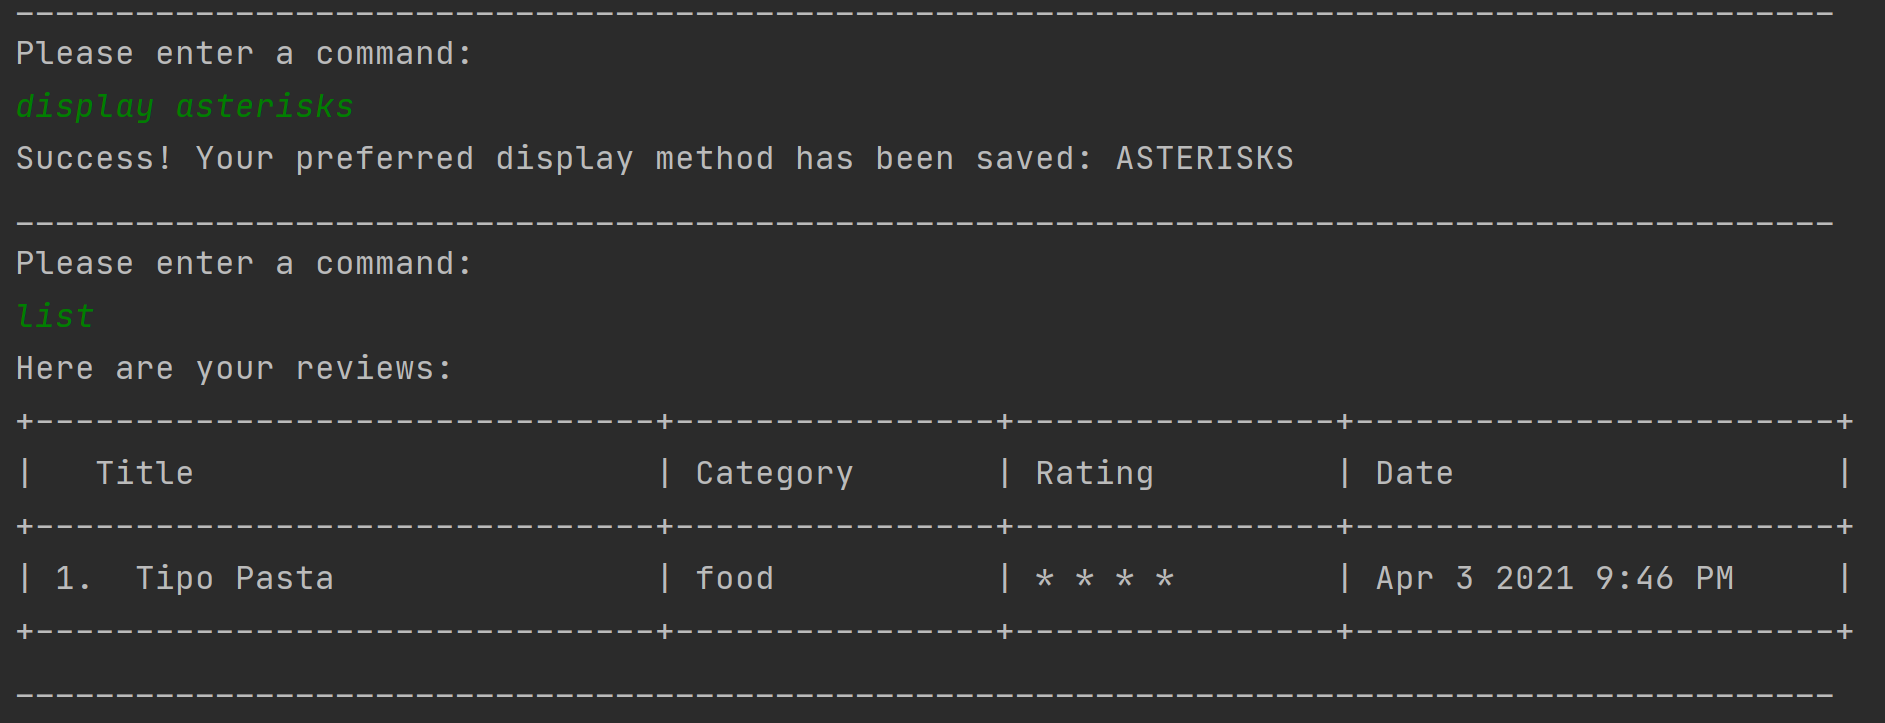 -------------------------------------------------------------------------------------------
Please enter a command:
display asterisks
Success! Your preferred display method has been saved: ASTERISKS
-------------------------------------------------------------------------------------------
Please enter a command:
list
Here are your reviews:
+-------------------------------+----------------+----------------+------------------------+
|   Title                       | Category       | Rating         | Date                   |
+-------------------------------+----------------+----------------+------------------------+
| 1.  Tipo Pasta                | food           | * * * *        | Apr 3 2021 9:46 PM     |
+-------------------------------+----------------+----------------+------------------------+
-------------------------------------------------------------------------------------------